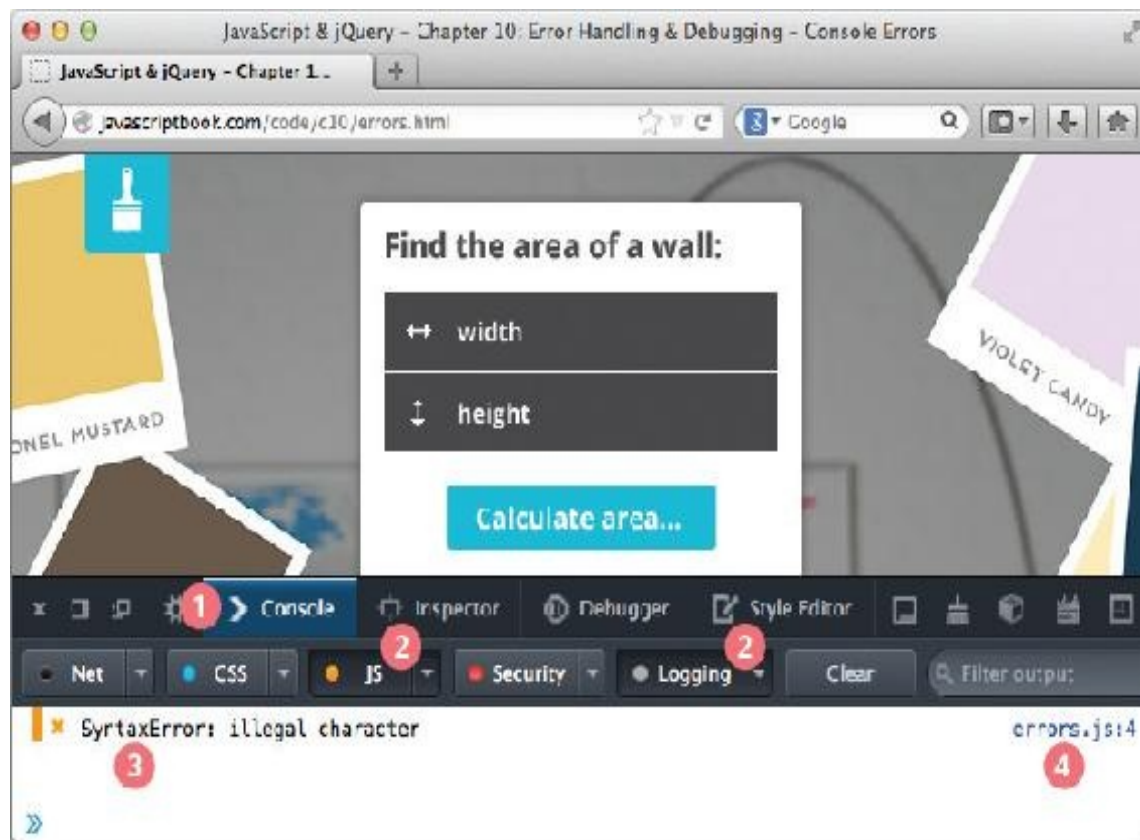 JavaScript & jQuery – Chapter 10: Error Handling & Debugging – Console Errors
JavaScript & jQuery – Chapter 1...
javascriptbook.com/code/c10/errors.html
Google
Find the area of a wall:
width
height
Calculate area...
ONEL MUSTARD
VIOLET CANDY
1
Console
Inspector
Debugger
Style Editor
2
2
Net
CSS
JS
Security
Logging
Clear
Filter output
SyntaxError: illegal character
errors.js:4
3
4